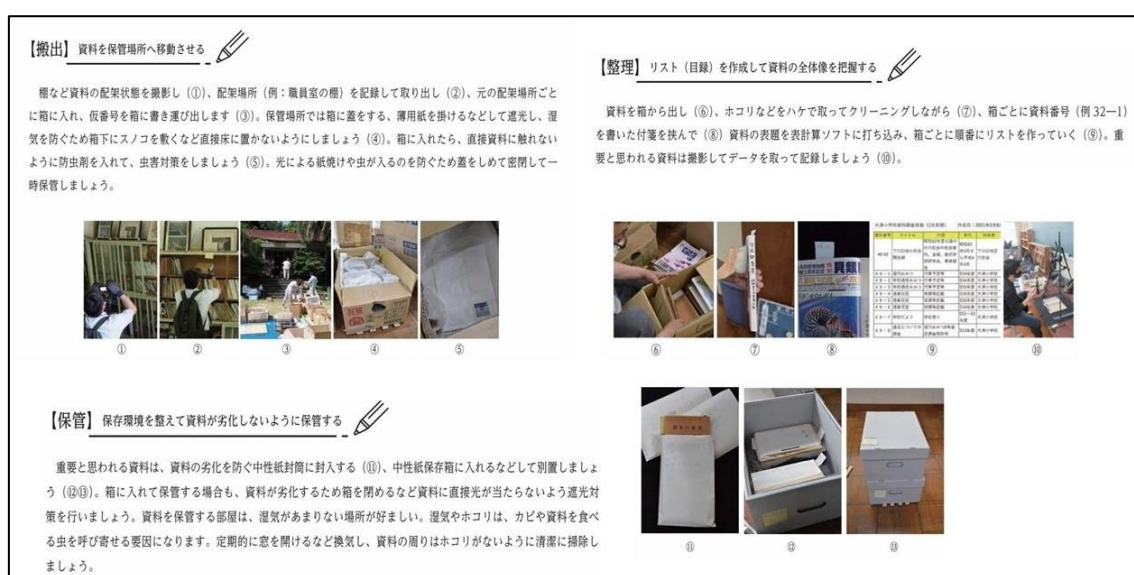 【搬出】 資料を保管場所へ移動させる
棚など資料の配架状態を撮影し(①)、配架場所(例:職員室の棚)を記録して取り出し(②)、元の配架場所ごと
に箱に入れ、仮番号を箱に書き運び出します(③)。保管場所では箱に蓋をする、薄用紙を掛けるなどして遮光し、湿
気を防ぐため箱下にスノコを敷くなど直接床に置かないようにしましょう(④)。箱に入れたら、直接資料に触れない
ように防虫剤を入れて、虫害対策をしましょう(⑤)。光による紙焼けや虫が入るのを防ぐため蓋をしめて密閉して一
時保管しましょう。
① ② ③ ④ ⑤
【整理】 リスト(目録)を作成して資料の全体像を把握する
資料を箱から出し(⑥)、ホコリなどをハケで取ってクリーニングしながら(⑦)、箱ごとに資料番号(例 32―1)
を書いた付箋を挟んで(⑧)資料の表題を表計算ソフトに打ち込み、箱ごとに順番にリストを作っていく(⑨)。重
要と思われる資料は撮影してデータを取って記録しましょう(⑩)。
⑥ ⑦ ⑧ ⑨ ⑩
【保管】 保存環境を整えて資料が劣化しないように保管する
重要と思われる資料は、資料の劣化を防ぐ中性紙封筒に封入する(⑪)、中性紙保存箱に入れるなどして別置しましょ
う(⑫⑬)。箱に入れて保管する場合も、資料が劣化するため箱を閉めるなど資料に直接光が当たらないよう遮光対
策を行いましょう。資料を保管する部屋は、湿気があまりない場所が好ましい。湿気やホコリは、カビや資料を食べ
る虫を呼び寄せる要因になります。定期的に窓を開けるなど換気し、資料の周りはホコリがないように清潔に掃除し
ましょう。
⑪ ⑫ ⑬